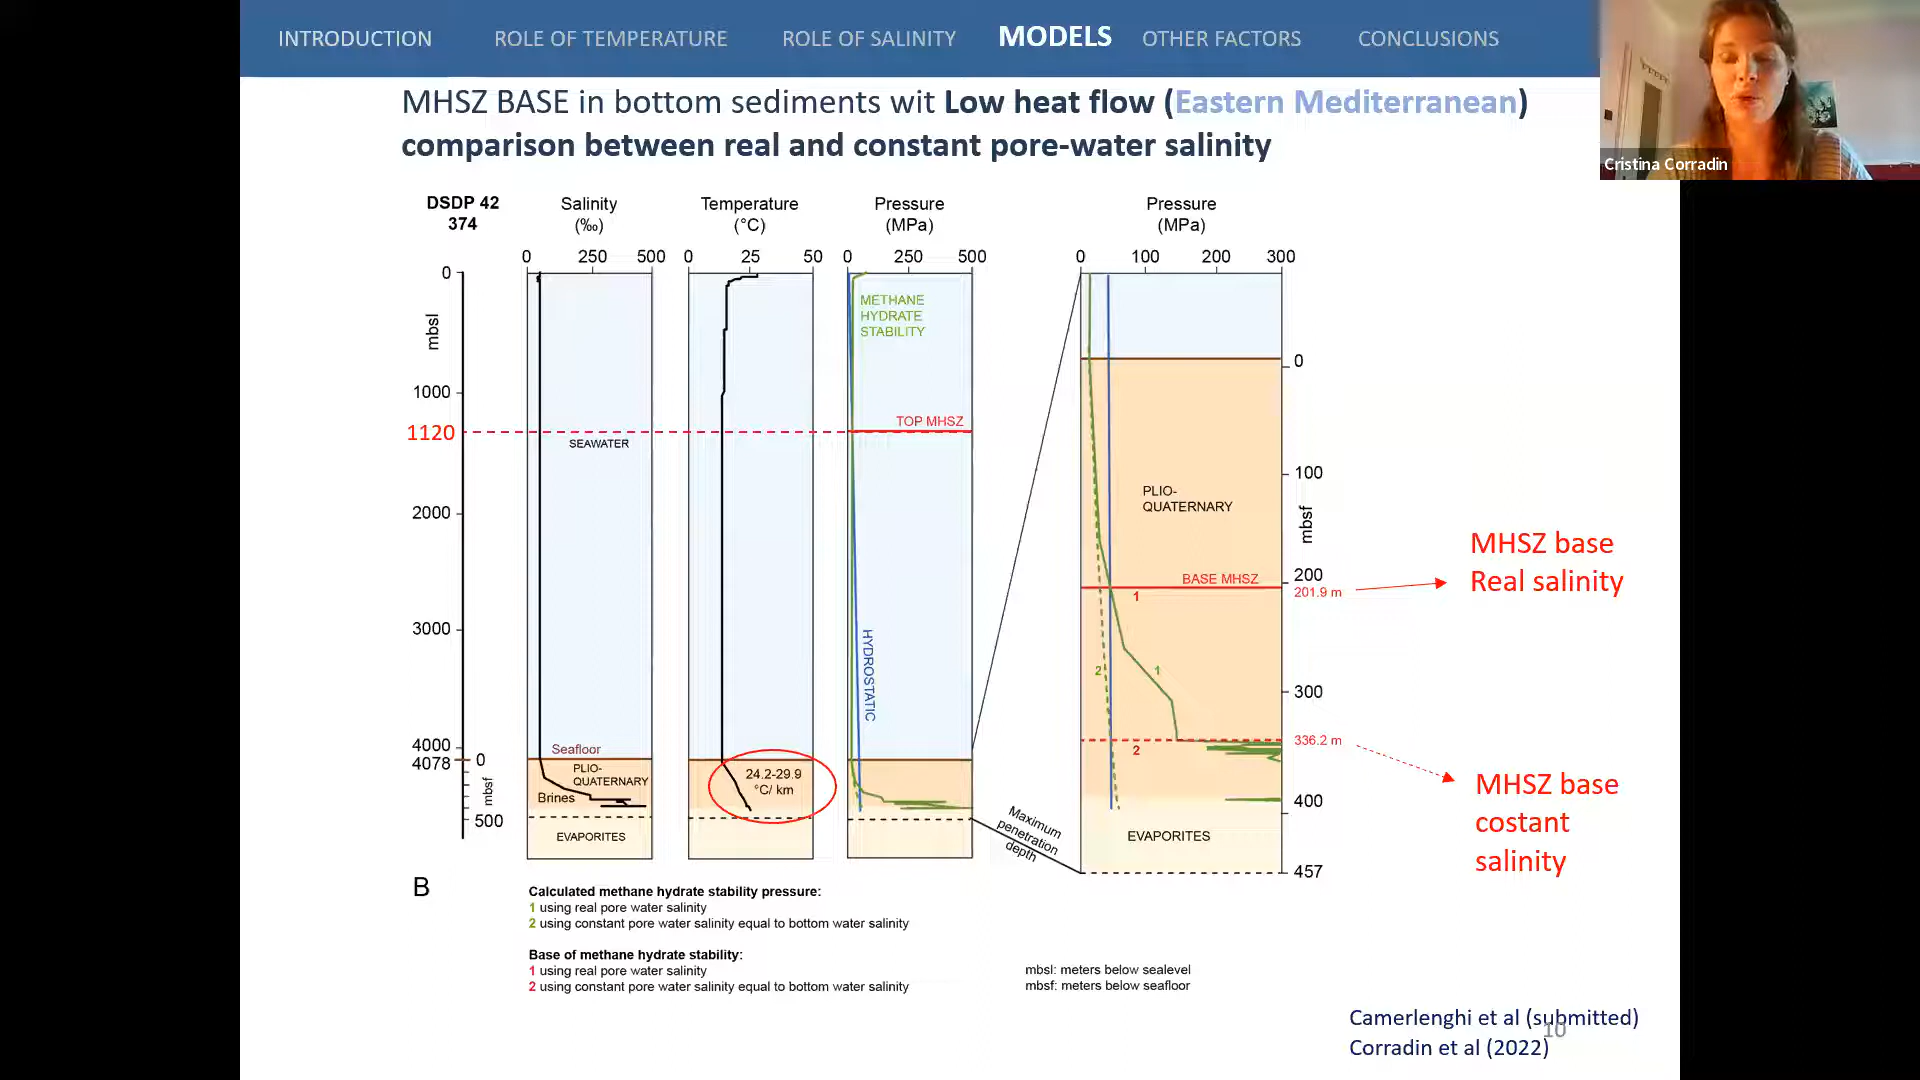 INTRODUCTION ROLE OF TEMPERATURE ROLE OF SALINITY MODELS OTHER FACTORS CONCLUSIONS
Cristina Corradin
MHSZ BASE in bottom sediments wit Low heat flow (Eastern Mediterranean)
comparison between real and constant pore-water salinity
DSDP 42
374
Salinity
(‰)
Temperature
(°C)
Pressure
(MPa)
Pressure
(MPa)
0 250 500
0 25 50
0 250 500
0 100 200 300
0
mbsl
1000
1120
2000
3000
4000
4078
0
mbsf
500
SEAWATER
Seafloor
PLIO-
QUATERNARY
Brines
EVAPORITES
24.2-29.9
°C/ km
METHANE
HYDRATE
STABILITY
TOP MHSZ
HYDROSTATIC
Maximum
penetration
depth
PLIO-
QUATERNARY
BASE MHSZ
1
2
1
2
EVAPORITES
0
100
mbsf
200
201.9 m
300
336.2 m
400
457
MHSZ base
Real salinity
MHSZ base
costant
salinity
B
Calculated methane hydrate stability pressure:
1 using real pore water salinity
2 using constant pore water salinity equal to bottom water salinity
Base of methane hydrate stability:
1 using real pore water salinity
2 using constant pore water salinity equal to bottom water salinity
mbsl: meters below sealevel
mbsf: meters below seafloor
Camerlenghi et al (submitted)
10
Corradin et al (2022)